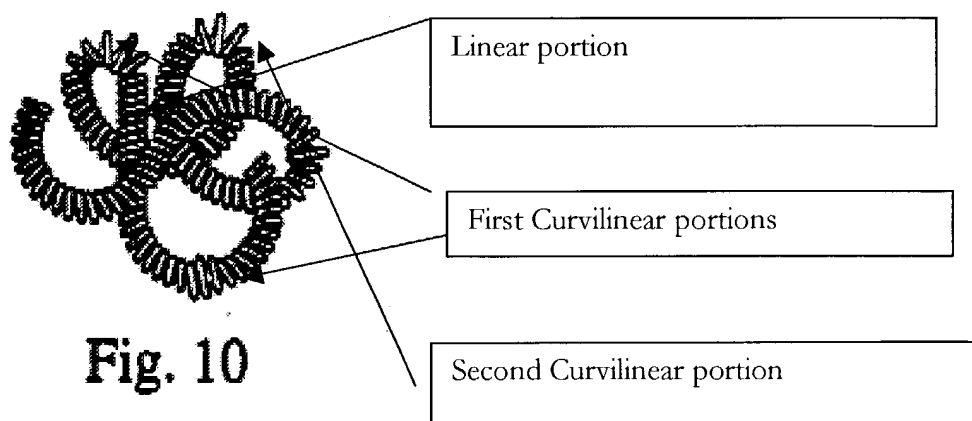 Linear portion
First Curvilinear portions
Second Curvilinear portion
Fig. 10